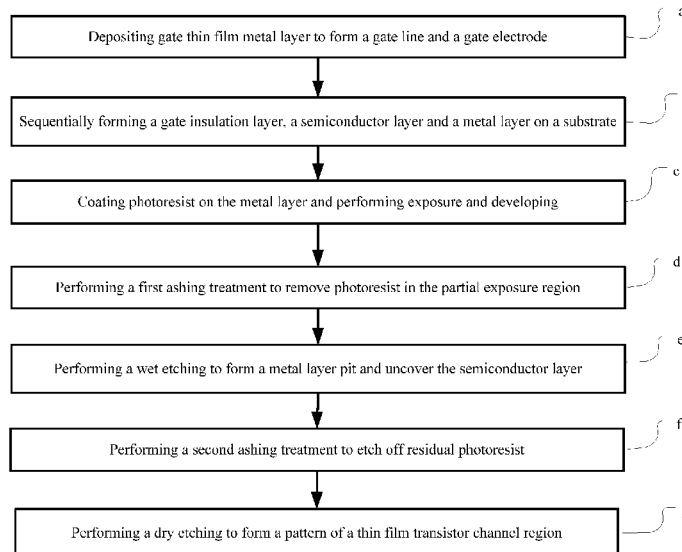 Depositing gate thin film metal layer to form a gate line and a gate electrode
Sequentially forming a gate insulation layer, a semiconductor layer and a metal layer on a substrate
c
Coating photoresist on the metal layer and performing exposure and developing
d
Performing a first ashing treatment to remove photoresist in the partial exposure region
e
Performing a wet etching to form a metal layer pit and uncover the semiconductor layer
f
Performing a second ashing treatment to etch off residual photoresist
Performing a dry etching to form a pattern of a thin film transistor channel region